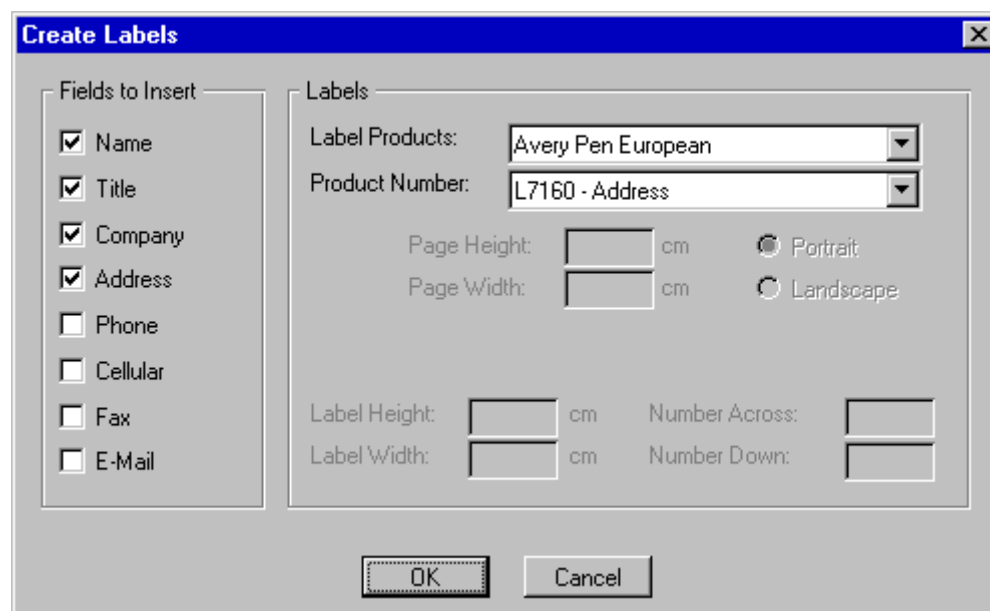 Create Labels
Fields to Insert
Name
Title
Company
Address
Phone
Cellular
Fax
E-Mail
Labels
Label Products: Avery Pen European
Product Number: L7160 - Address
Page Height: cm Portrait
Page Width: cm Landscape
Label Height: cm Number Across:
Label Width: cm Number Down:
OK Cancel